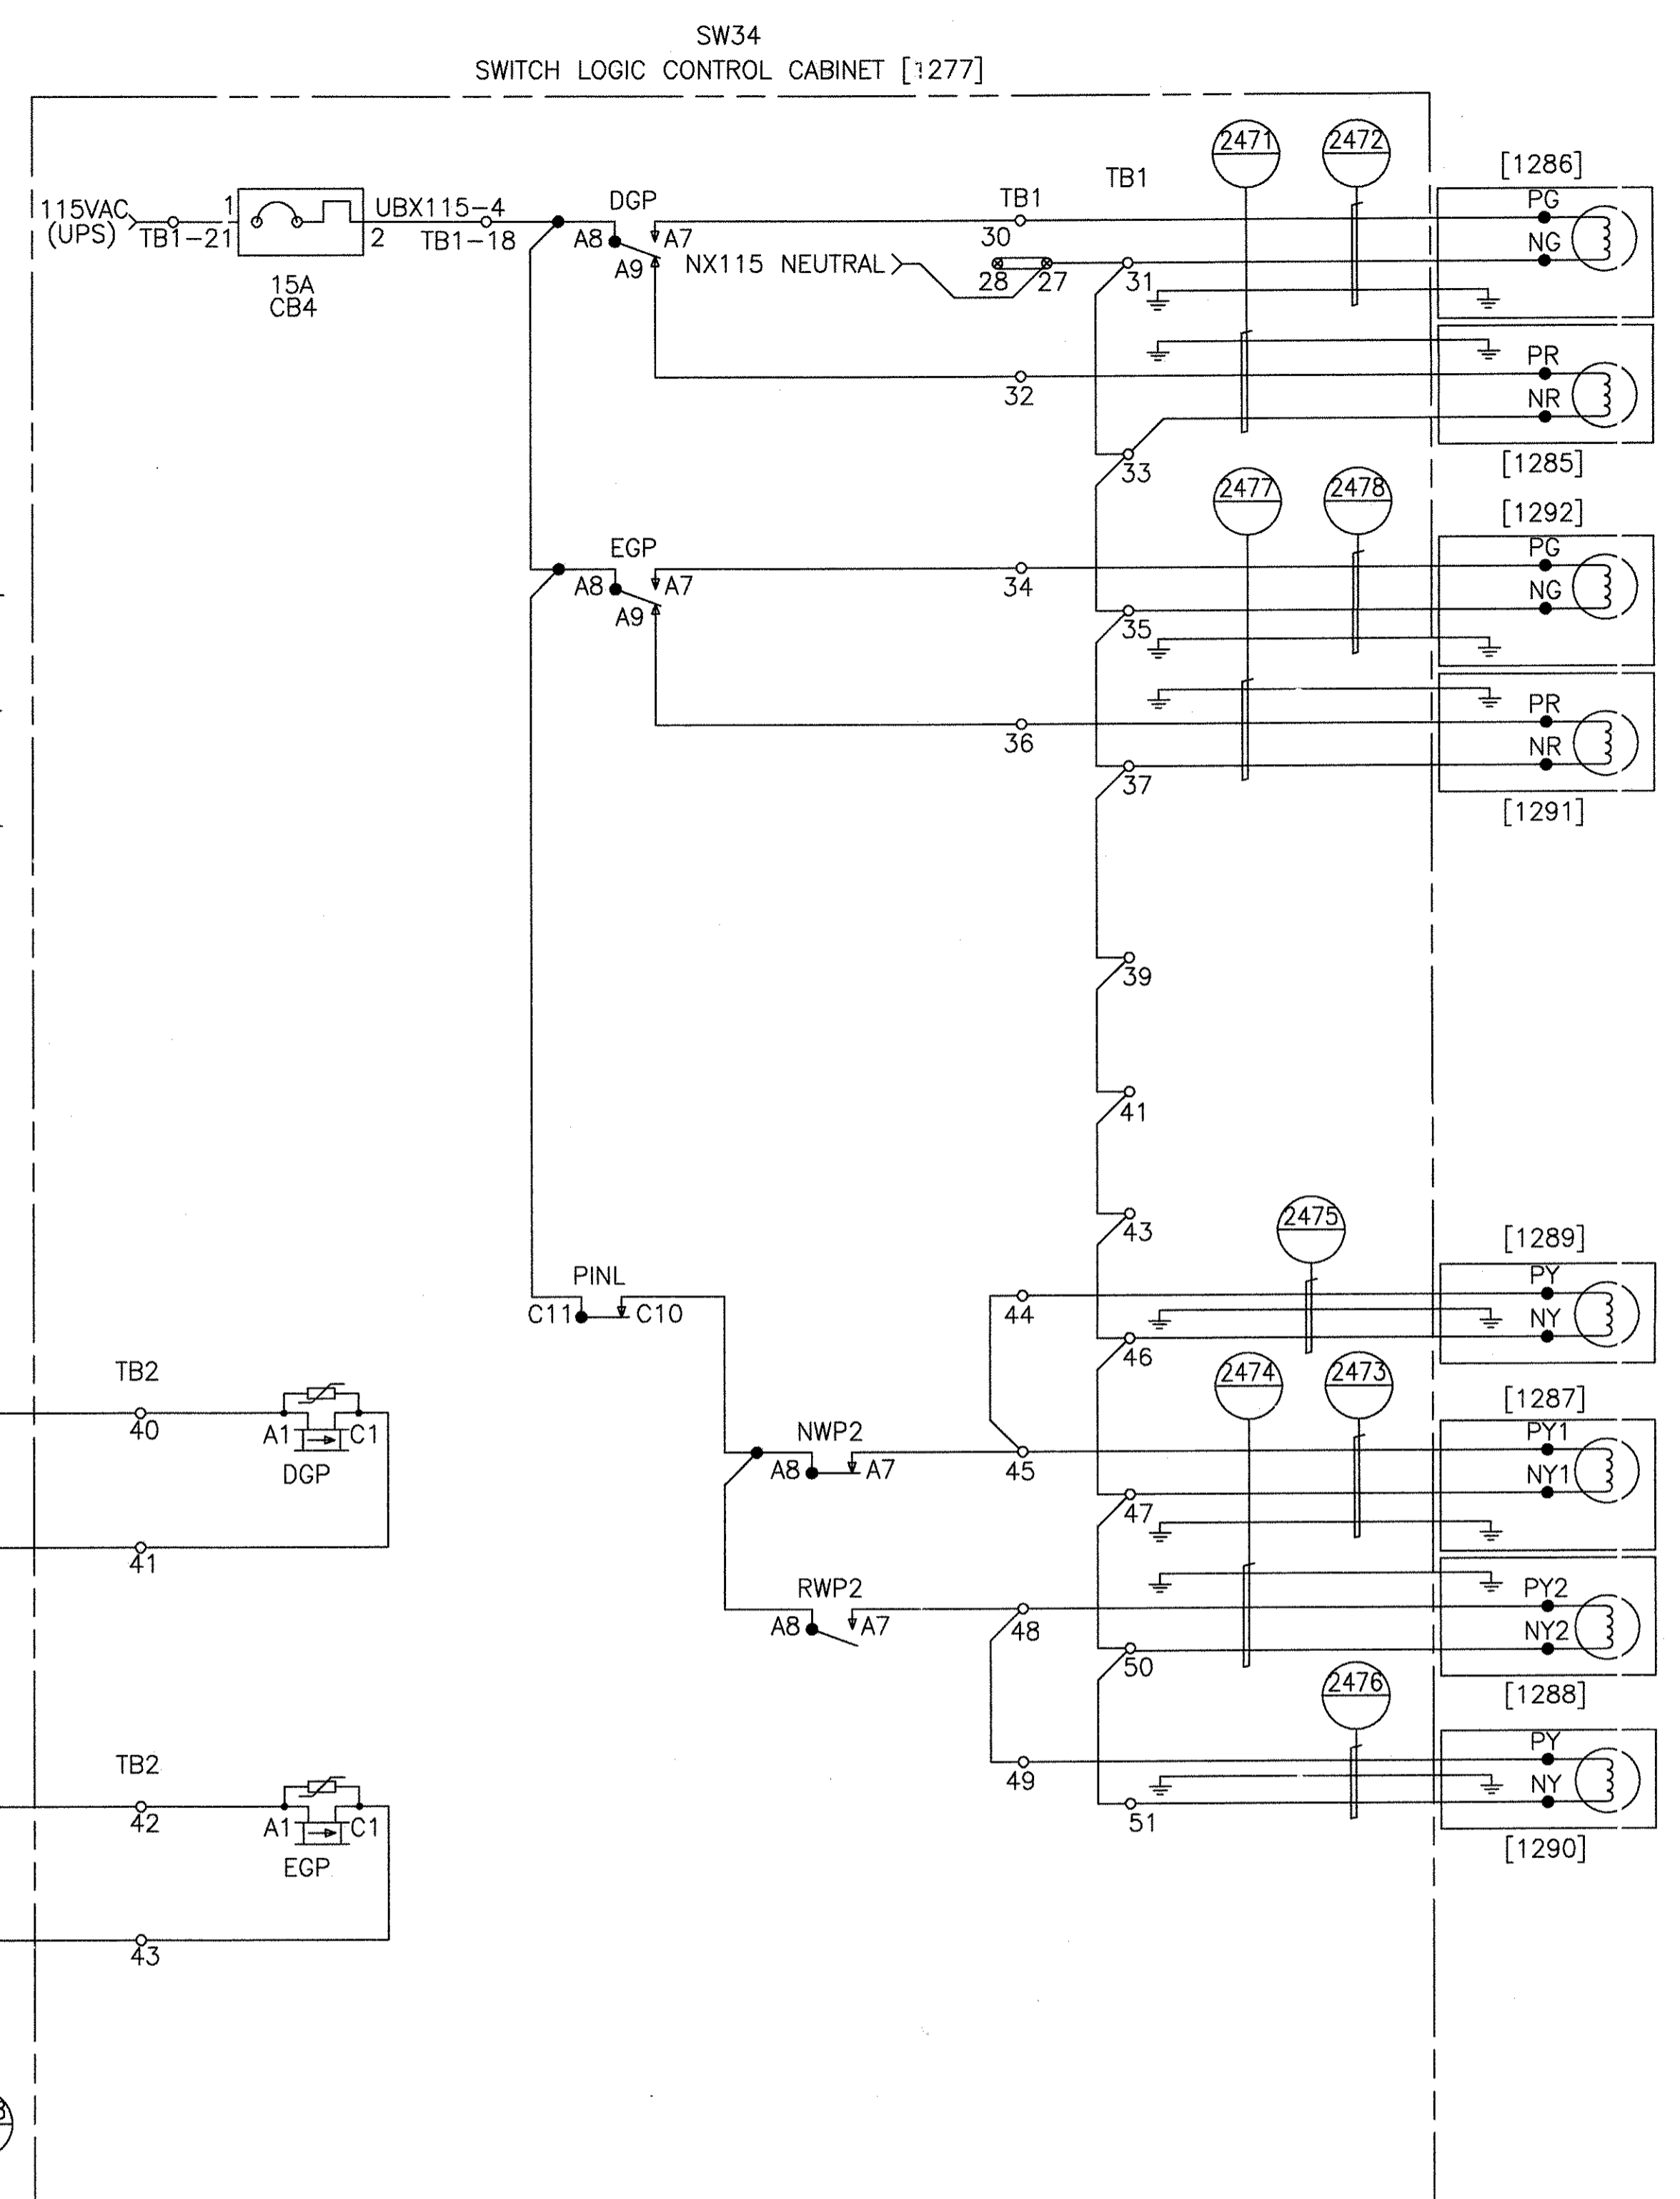 SW34
SWITCH LOGIC CONTROL CABINET [1277]
2471
2472
[1286]
TB1
115VAC
(UPS)
TB1-21
1
2
UBX115-4
TB1-18
15A
CB4
DGP
A8
A7
A9
TB1
30
NX115 NEUTRAL
28
27
31
PG
NG
32
PR
NR
33
[1285]
2477
2478
[1292]
EGP
A8
A7
A9
34
PG
NG
35
36
PR
NR
37
[1291]
39
41
43
2475
[1289]
PINL
C11
C10
44
PY
NY
46
2474
2473
[1287]
TB2
40
A1
C1
DGP
NWP2
A8
A7
45
PY1
NY1
47
41
RWP2
A8
A7
48
PY2
NY2
50
2476
[1288]
TB2
42
A1
C1
EGP
49
PY
NY
51
[1290]
43